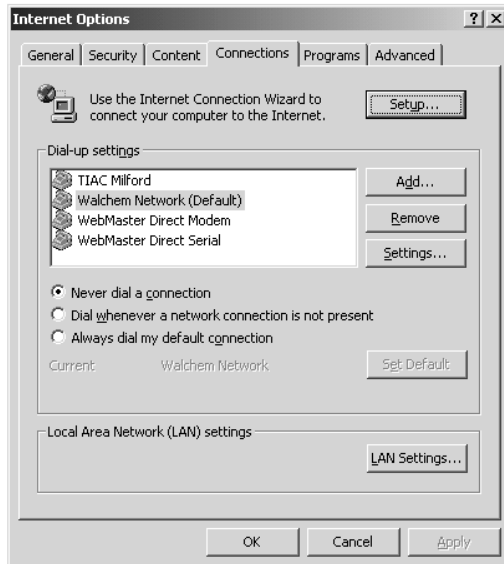 Internet Options
? X
General Security Content Connections Programs Advanced
Use the Internet Connection Wizard to
connect your computer to the Internet.
Setup...
Dial-up settings
TIAC Milford
Walchem Network (Default)
WebMaster Direct Modem
WebMaster Direct Serial
Add...
Remove
Settings...
Never dial a connection
Dial whenever a network connection is not present
Always dial my default connection
Current Walchem Network Set Default
Local Area Network (LAN) settings
LAN Settings...
OK Cancel Apply